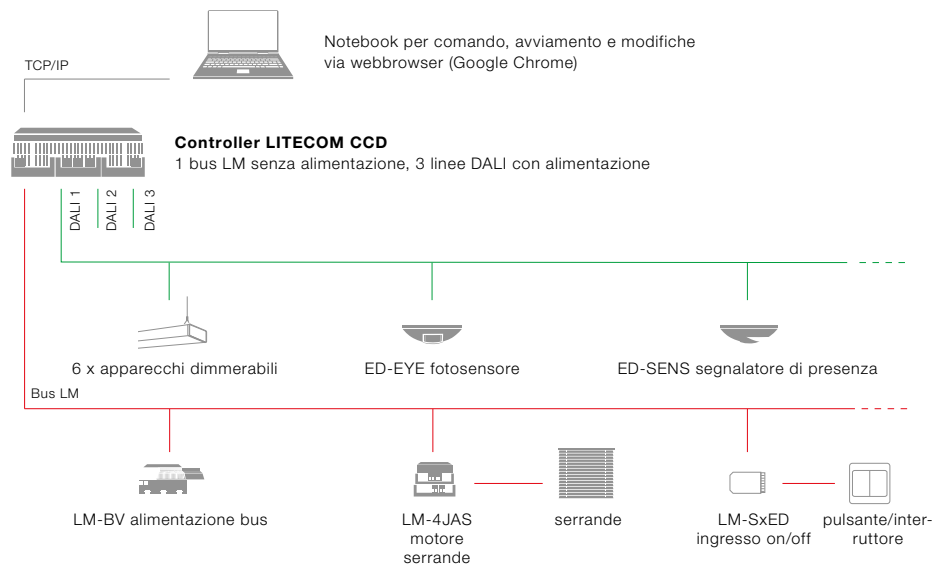 Notebook per comando, avviamento e modifiche
via webbrowser (Google Chrome)
TCP/IP
Controller LITECOM CCD
1 bus LM senza alimentazione, 3 linee DALI con alimentazione
DALI 1
DALI 2
DALI 3
6 x apparecchi dimmerabili
ED-EYE fotosensore
ED-SENS segnalatore di presenza
Bus LM
LM-BV alimentazione bus
LM-4JAS
motore
serrande
serrande
LM-SxED
ingresso on/off
pulsante/inter-
ruttore